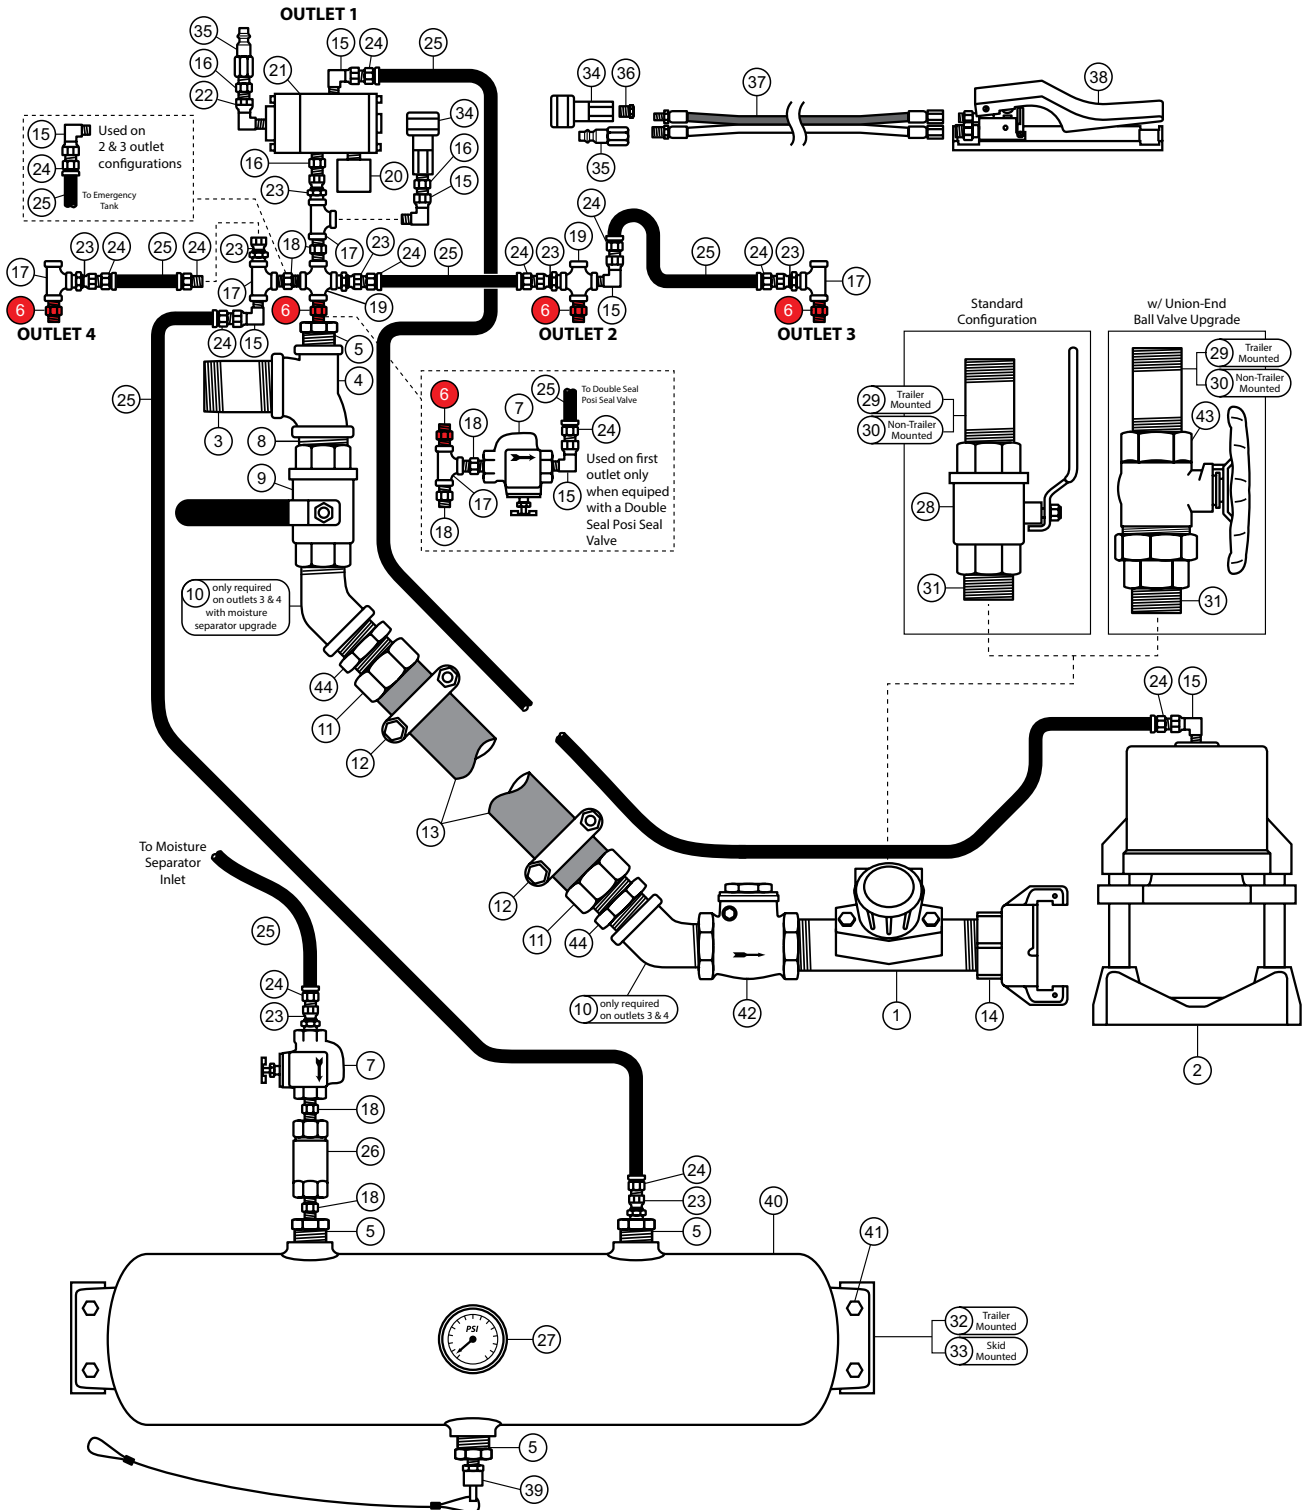 OUTLET 1
35
15
24
25
16
21
22
34
36
37
38
34
15
Used on
2 & 3 outlet
configurations
24
25
To Emergency
Tank
16
20
16
35
23
15
24
18
17
23
24
25
19
23
24
25
24
23
17
25
24
23
19
24
23
25
24
23
17
17
6
OUTLET 4
24
15
6
5
6
OUTLET 2
15
6
OUTLET 3
Standard
Configuration
w/ Union-End
Ball Valve Upgrade
25
3
4
8
9
6
18
7
25
To Double Seal
Posi Seal Valve
24
17
18
15
Used on first
outlet only
when equiped
with a Double
Seal Posi Seal
Valve
29
Trailer
Mounted
30
Non-Trailer
Mounted
29
Trailer
Mounted
30
Non-Trailer
Mounted
43
28
31
31
10
only required
on outlets 3 & 4
with moisture
separator upgrade
44
11
12
13
24
15
To Moisture
Separator
Inlet
12
11
44
25
24
23
10
only required
on outlets 3 & 4
42
1
14
2
7
18
26
18
5
24
23
5
40
41
PSI
27
32
Trailer
Mounted
33
Skid
Mounted
5
39